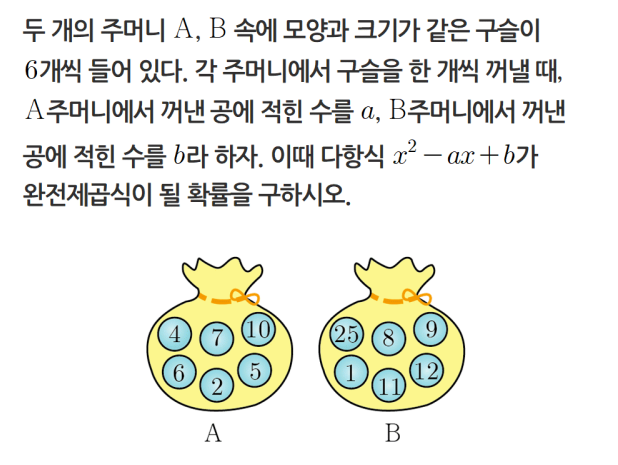 두 개의 주머니 A, B 속에 모양과 크기가 같은 구슬이
6개씩 들어 있다. 각 주머니에서 구슬을 한 개씩 꺼낼 때,
A주머니에서 꺼낸 공에 적힌 수를 a, B주머니에서 꺼낸
공에 적힌 수를 b라 하자. 이때 다항식 x² − ax + b가
완전제곱식이 될 확률을 구하시오.
4 7 10
6 2 5
A
25 8 9
1 11 12
B